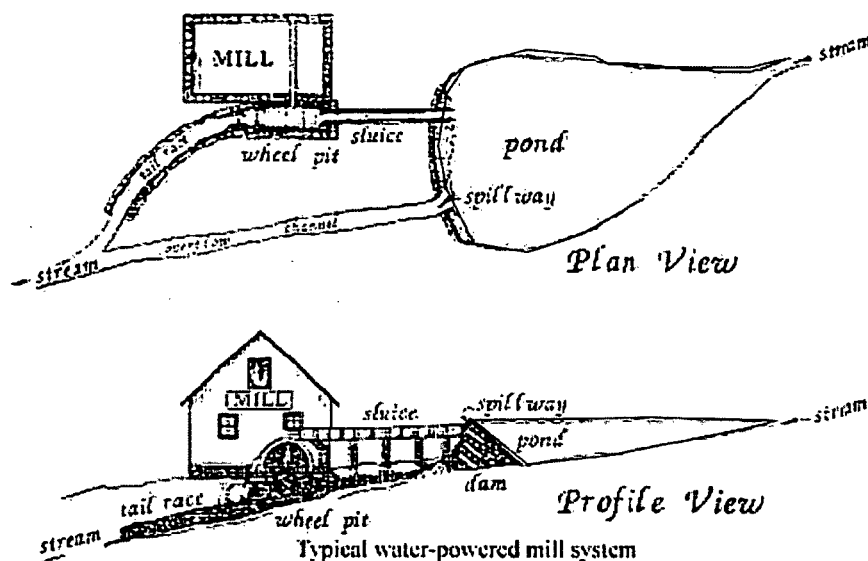 MILL
stream
tail race
wheel pit
sluice
pond
spillway
overflow channel
stream
Plan View
MILL
sluice
spillway
stream
pond
tail race
dam
Profile View
stream
wheel pit
Typical water-powered mill system